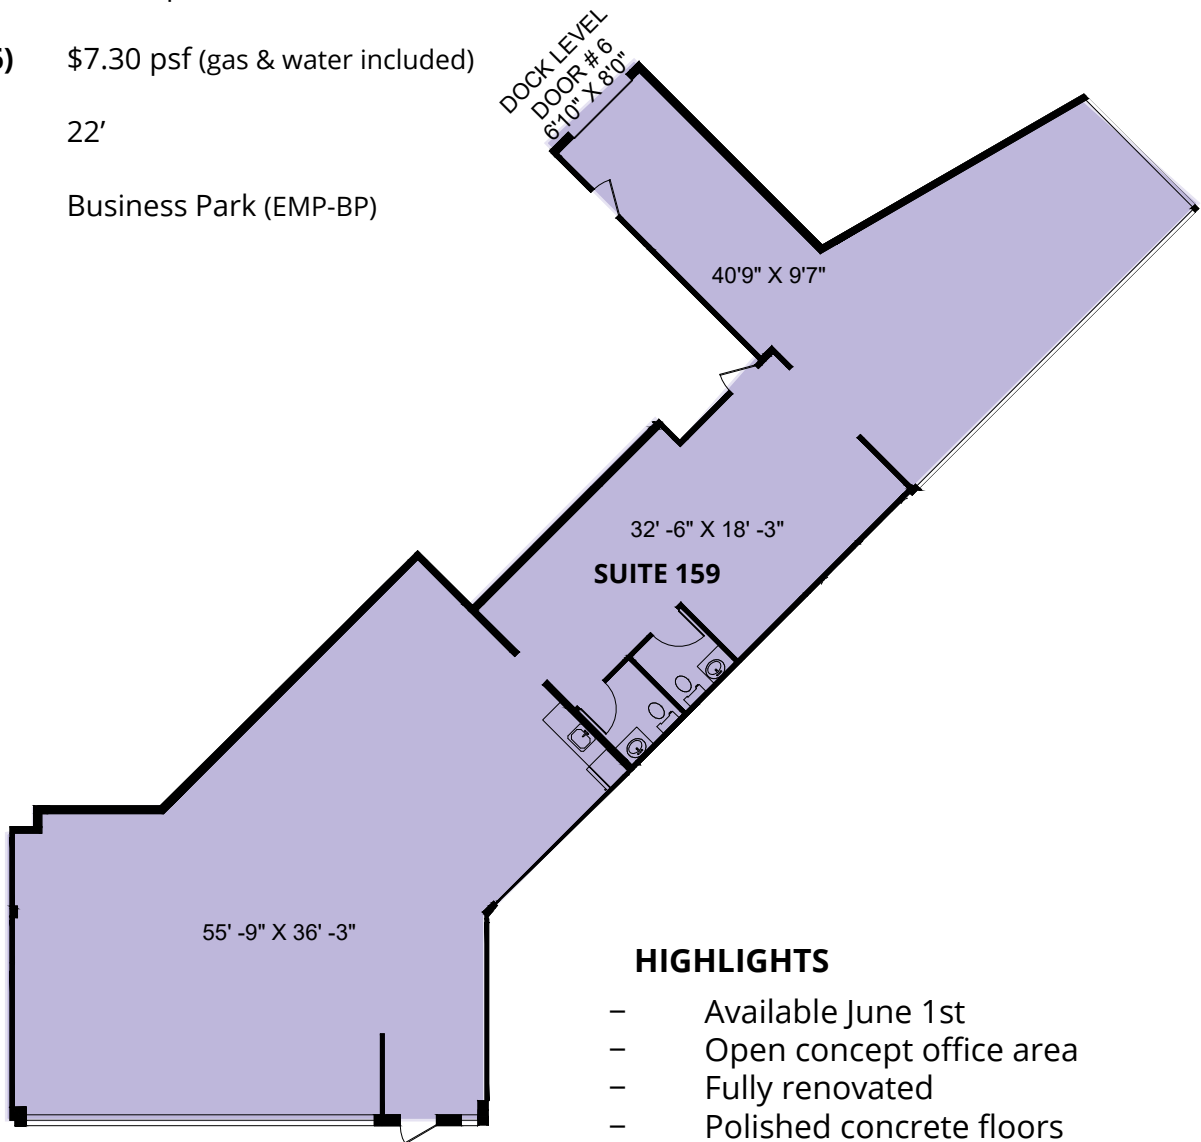 ) $7.30 psf (gas & water included)
22’
Business Park (EMP-BP)
DOCK LEVEL
DOOR # 6
6'10" X 8'0"
40'9" X 9'7"
32' -6" X 18' -3"
SUITE 159
55' -9" X 36' -3"
HIGHLIGHTS
– Available June 1st
– Open concept office area
– Fully renovated
– Polished concrete floors